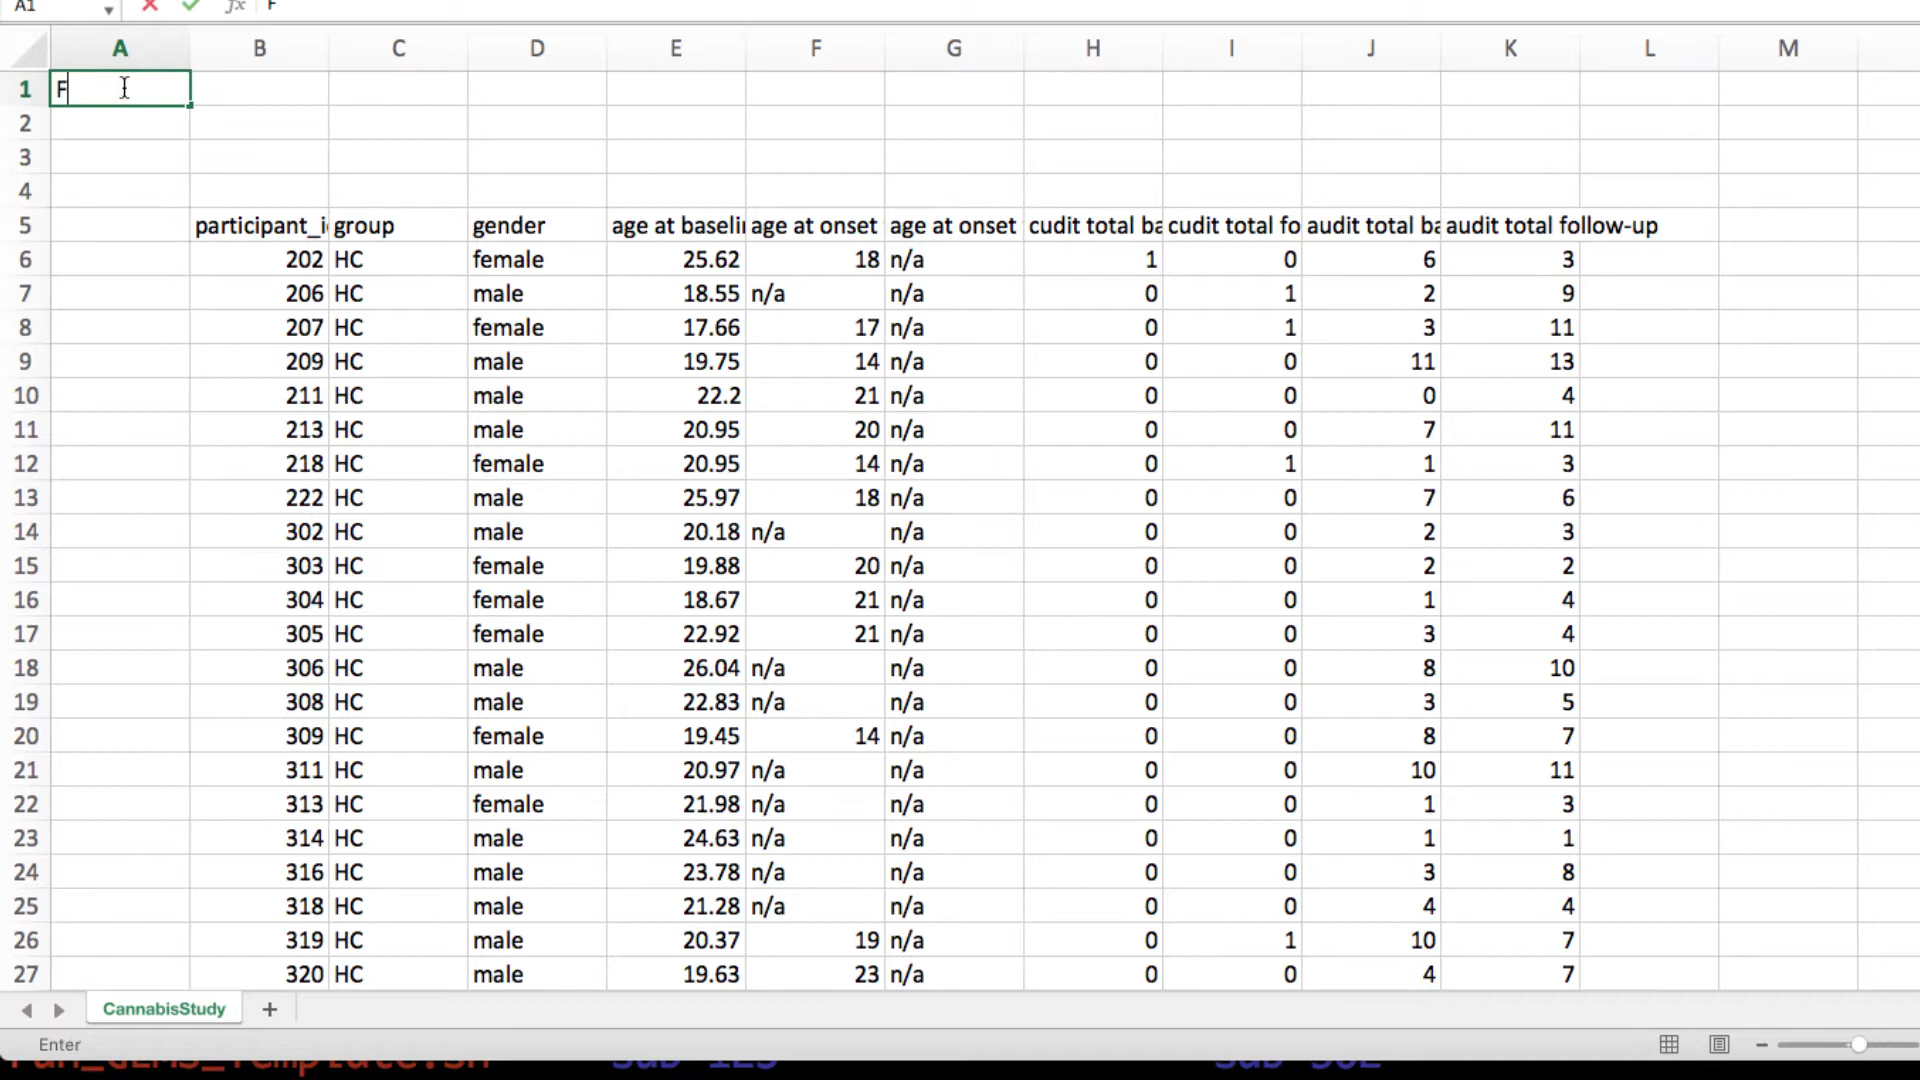 A1 fx F
A B C D E F G H I J K L M
1 F
2
3
4
5 participant_i group gender age at baseli age at onset age at onset cudit total ba cudit total fo audit total ba audit total follow-up
6 202 HC female 25.62 18 n/a 1 0 6 3
7 206 HC male 18.55 n/a n/a 0 1 2 9
8 207 HC female 17.66 17 n/a 0 1 3 11
9 209 HC male 19.75 14 n/a 0 0 11 13
10 211 HC male 22.2 21 n/a 0 0 0 4
11 213 HC male 20.95 20 n/a 0 0 7 11
12 218 HC female 20.95 14 n/a 0 1 1 3
13 222 HC male 25.97 18 n/a 0 0 7 6
14 302 HC male 20.18 n/a n/a 0 0 2 3
15 303 HC female 19.88 20 n/a 0 0 2 2
16 304 HC female 18.67 21 n/a 0 0 1 4
17 305 HC female 22.92 21 n/a 0 0 3 4
18 306 HC male 26.04 n/a n/a 0 0 8 10
19 308 HC male 22.83 n/a n/a 0 0 3 5
20 309 HC female 19.45 14 n/a 0 0 8 7
21 311 HC male 20.97 n/a n/a 0 0 10 11
22 313 HC female 21.98 n/a n/a 0 0 1 3
23 314 HC male 24.63 n/a n/a 0 0 1 1
24 316 HC male 23.78 n/a n/a 0 0 3 8
25 318 HC male 21.28 n/a n/a 0 0 4 4
26 319 HC male 20.37 19 n/a 0 1 10 7
27 320 HC male 19.63 23 n/a 0 0 4 7
CannabisStudy +
Enter